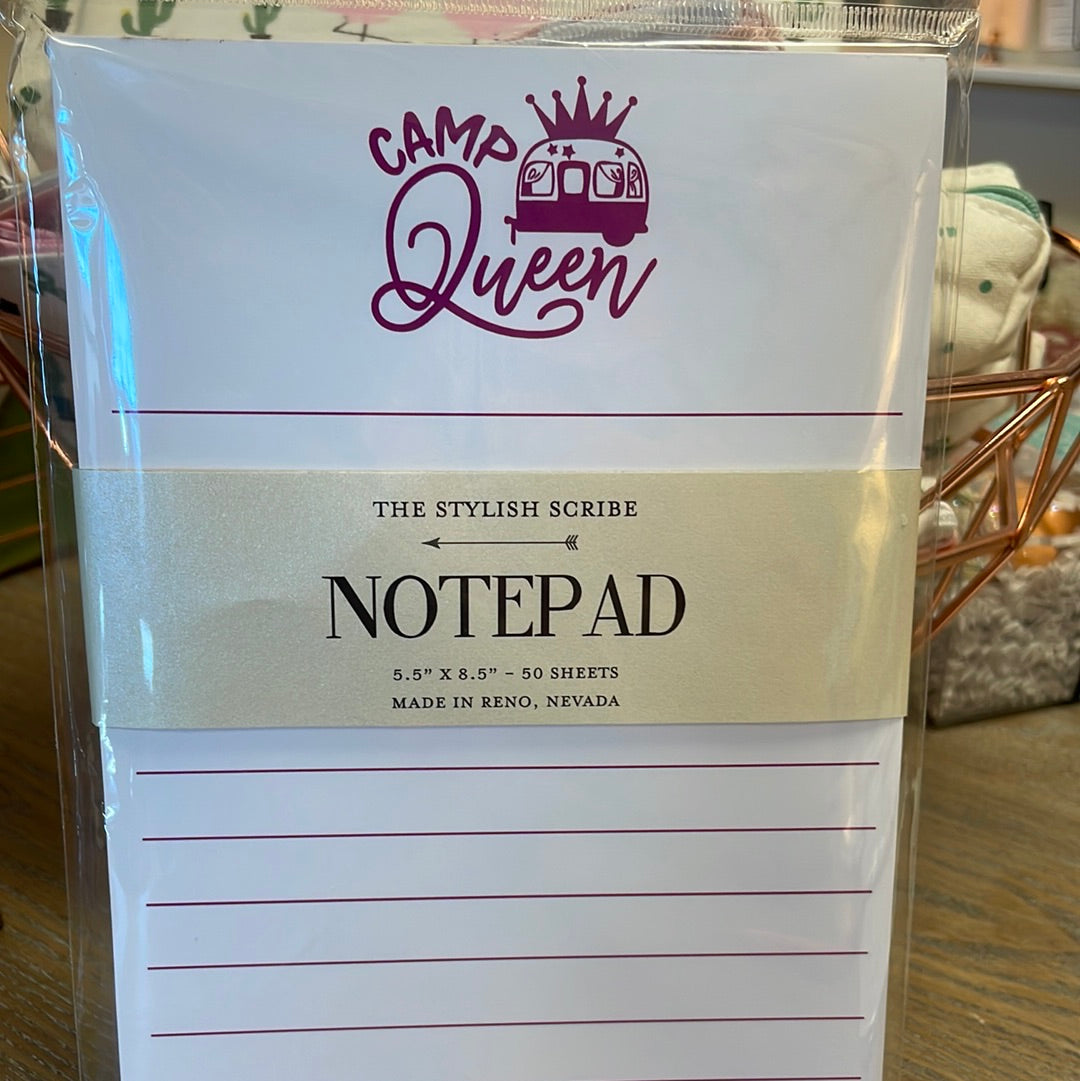 CAMP
Queen
THE STYLISH SCRIBE
NOTEPAD
5.5” X 8.5” – 50 SHEETS
MADE IN RENO, NEVADA